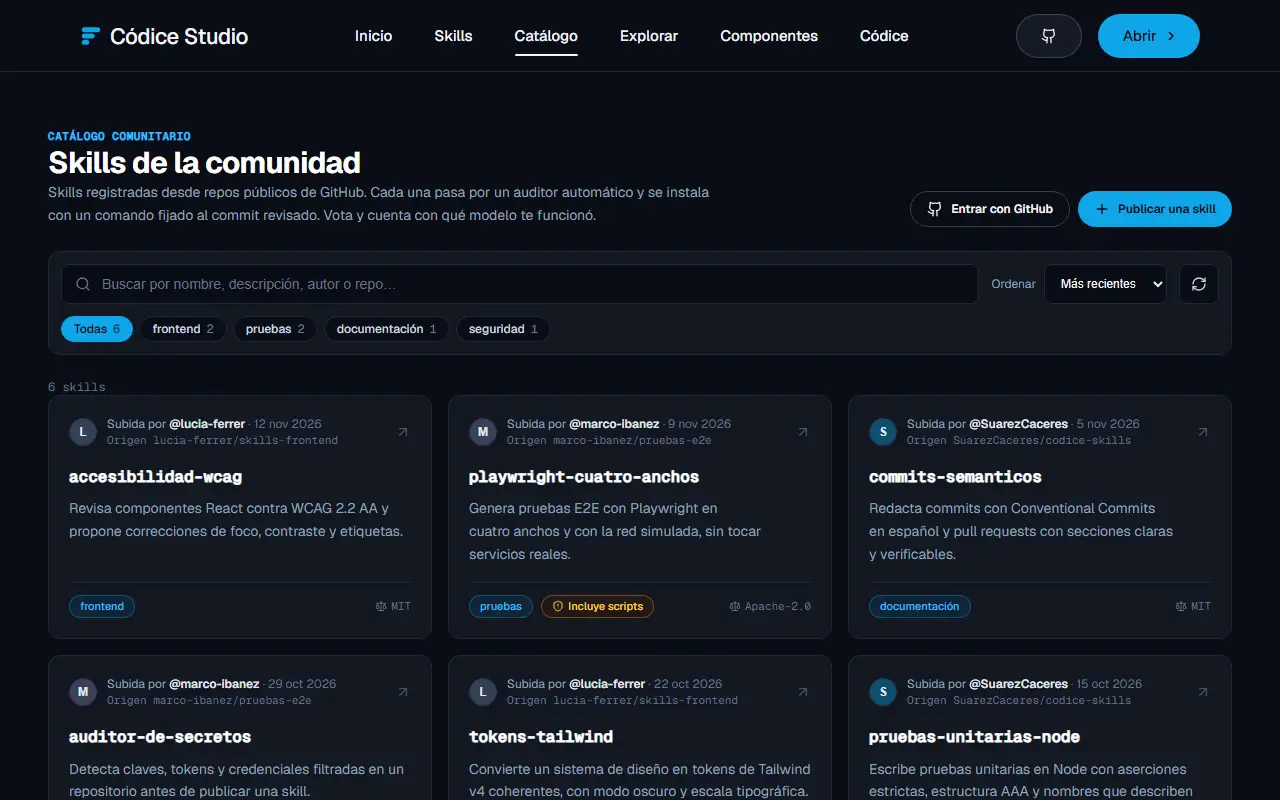 Códice Studio
Inicio
Skills
Catálogo
Explorar
Componentes
Códice
Abrir
CATÁLOGO COMUNITARIO
Skills de la comunidad
Skills registradas desde repos públicos de GitHub. Cada una pasa por un auditor automático y se instala
con un comando fijado al commit revisado. Vota y cuenta con qué modelo te funcionó.
Entrar con GitHub
Publicar una skill
Buscar por nombre, descripción, autor o repo...
Ordenar
Más recientes
Todas 6
frontend 2
pruebas 2
documentación 1
seguridad 1
6 skills
L
Subida por @lucia-ferrer · 12 nov 2026
Origen lucia-ferrer/skills-frontend
accesibilidad-wcag
Revisa componentes React contra WCAG 2.2 AA y
propone correcciones de foco, contraste y etiquetas.
frontend
MIT
M
Subida por @marco-ibanez · 9 nov 2026
Origen marco-ibanez/pruebas-e2e
playwright-cuatro-anchos
Genera pruebas E2E con Playwright en
cuatro anchos y con la red simulada, sin tocar
servicios reales.
pruebas
Incluye scripts
Apache-2.0
S
Subida por @SuarezCaceres · 5 nov 2026
Origen SuarezCaceres/codice-skills
commits-semanticos
Redacta commits con Conventional Commits
en español y pull requests con secciones claras
y verificables.
documentación
MIT
M
Subida por @marco-ibanez · 29 oct 2026
Origen marco-ibanez/pruebas-e2e
auditor-de-secretos
Detecta claves, tokens y credenciales filtradas en un
repositorio antes de publicar una skill.
L
Subida por @lucia-ferrer · 22 oct 2026
Origen lucia-ferrer/skills-frontend
tokens-tailwind
Convierte un sistema de diseño en tokens de Tailwind
v4 coherentes, con modo oscuro y escala tipográfica.
S
Subida por @SuarezCaceres · 15 oct 2026
Origen SuarezCaceres/codice-skills
pruebas-unitarias-node
Escribe pruebas unitarias en Node con aserciones
estrictas, estructura AAA y nombres que describen